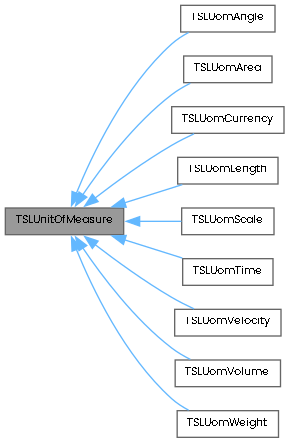 TSLUomAngle
TSLUomArea
TSLUomCurrency
TSLUomLength
TSLUnitOfMeasure
TSLUomScale
TSLUomTime
TSLUomVelocity
TSLUomVolume
TSLUomWeight